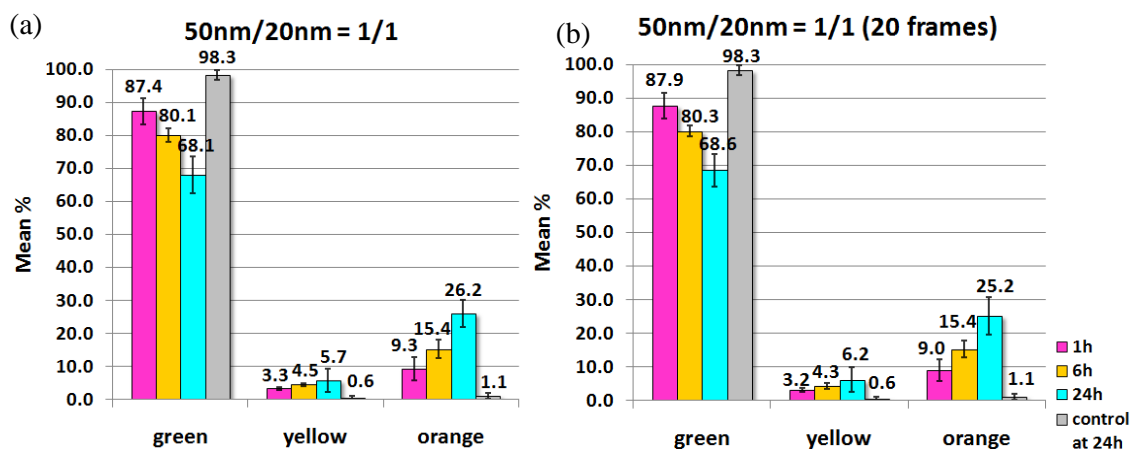 (a)
50nm/20nm = 1/1
Mean %
100.0
90.0
80.0
70.0
60.0
50.0
40.0
30.0
20.0
10.0
0.0
87.4
80.1
68.1
98.3
3.3
4.5
5.7
0.6
9.3
15.4
26.2
1.1
green
yellow
orange
(b)
50nm/20nm = 1/1 (20 frames)
Mean %
100.0
90.0
80.0
70.0
60.0
50.0
40.0
30.0
20.0
10.0
0.0
87.9
80.3
68.6
98.3
3.2
4.3
6.2
0.6
9.0
15.4
25.2
1.1
green
yellow
orange
1h
6h
24h
control
at 24h